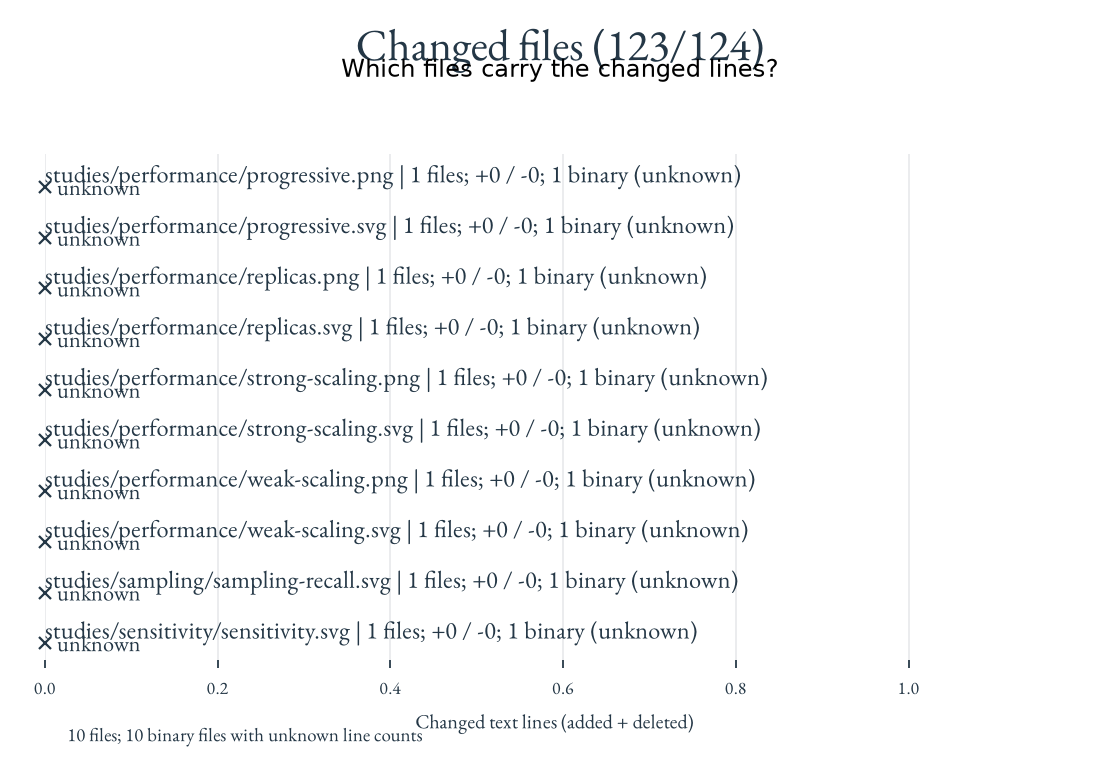 Changed files (123/124)
Which files carry the changed lines?
studies/performance/progressive.png | 1 files; +0 / -0; 1 binary (unknown)
unknown
studies/performance/progressive.svg | 1 files; +0 / -0; 1 binary (unknown)
unknown
studies/performance/replicas.png | 1 files; +0 / -0; 1 binary (unknown)
unknown
studies/performance/replicas.svg | 1 files; +0 / -0; 1 binary (unknown)
unknown
studies/performance/strong-scaling.png | 1 files; +0 / -0; 1 binary (unknown)
unknown
studies/performance/strong-scaling.svg | 1 files; +0 / -0; 1 binary (unknown)
unknown
studies/performance/weak-scaling.png | 1 files; +0 / -0; 1 binary (unknown)
unknown
studies/performance/weak-scaling.svg | 1 files; +0 / -0; 1 binary (unknown)
unknown
studies/sampling/sampling-recall.svg | 1 files; +0 / -0; 1 binary (unknown)
unknown
studies/sensitivity/sensitivity.svg | 1 files; +0 / -0; 1 binary (unknown)
unknown
0.0 0.2 0.4 0.6 0.8 1.0
Changed text lines (added + deleted)
10 files; 10 binary files with unknown line counts